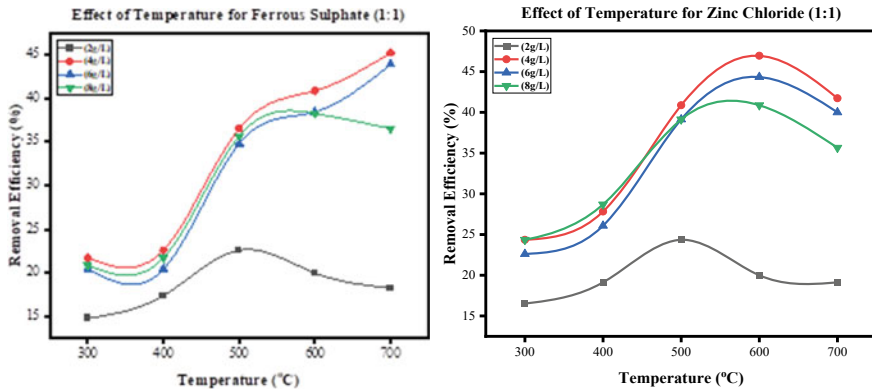 Effect of Temperature for Ferrous Sulphate (1:1)
(2g/L)
(4g/L)
(6g/L)
(8g/L)
45
40
35
30
25
20
15
Removal Efficiency (%)
300 400 500 600 700
Temperature (°C)
Effect of Temperature for Zinc Chloride (1:1)
(2g/L)
(4g/L)
(6g/L)
(8g/L)
50
45
40
35
30
25
20
15
Removal Efficiency (%)
300 400 500 600 700
Temperature (°C)